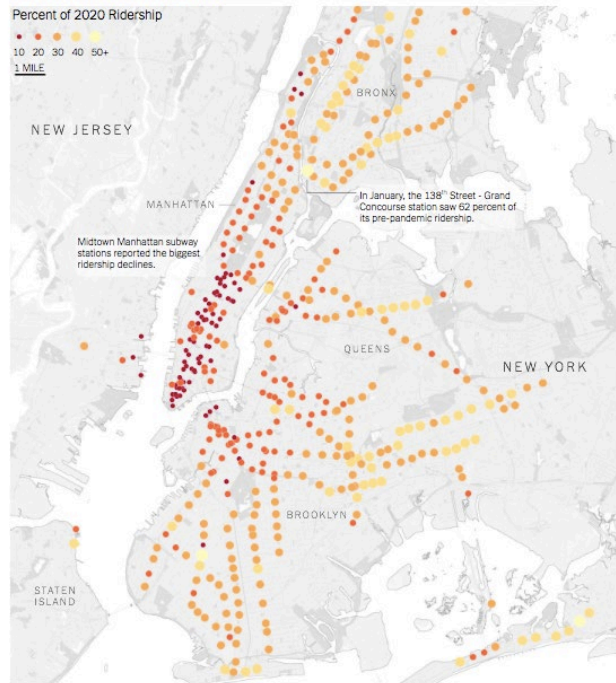 Percent of 2020 Ridership
10 20 30 40 50+
1 MILE
NEW JERSEY
BRONX
MANHATTAN
In January, the 138th Street - Grand
Concourse station saw 62 percent of
its pre-pandemic ridership.
Midtown Manhattan subway
stations reported the biggest
ridership declines.
QUEENS
NEW YORK
BROOKLYN
STATEN
ISLAND